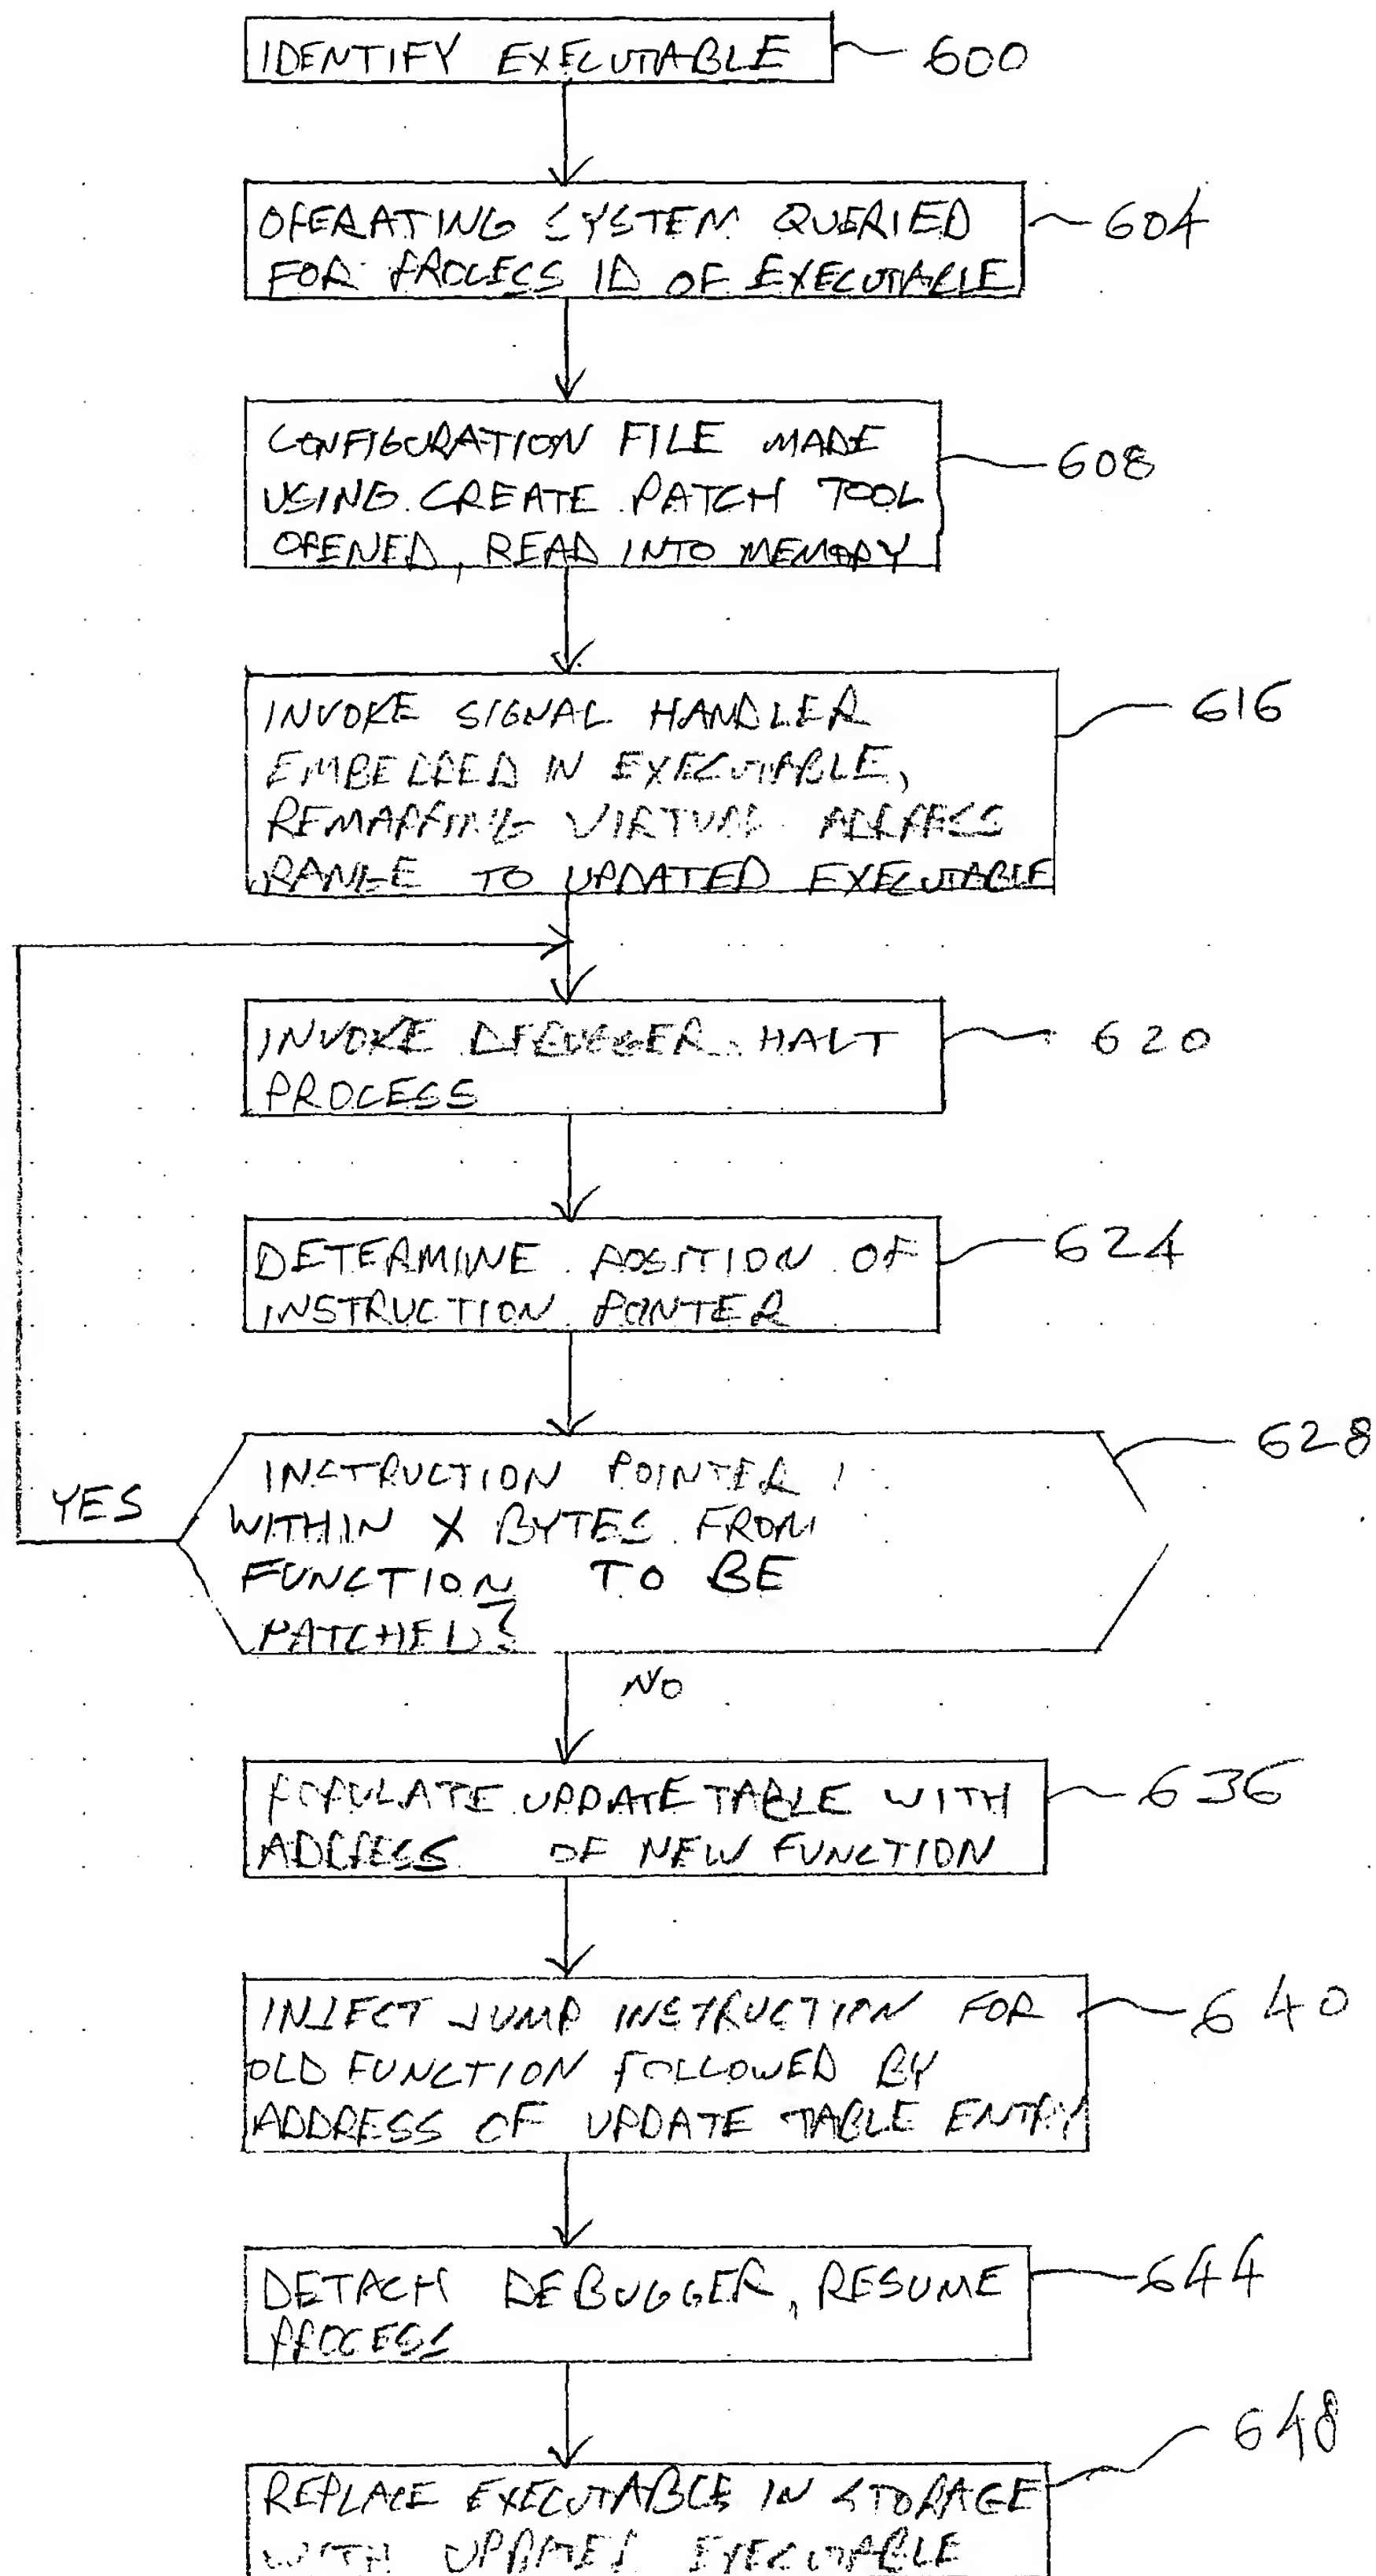 IDENTIFY EXECUTABLE
600
OPERATING SYSTEM QUERIED
604
FOR PROCESS ID OF EXECUTABLE
CONFIGURATION FILE MADE
608
USING CREATE PATCH TOOL
OPENED, READ INTO MEMORY
INVOKE SIGNAL HANDLER
616
EMBEDDED IN EXECUTABLE,
REMAPPING VIRTUAL ADDRESS
RANGE TO UPDATED EXECUTABLE
INVOKE DEBUGGER HALT
620
PROCESS
DETERMINE POSITION OF
624
INSTRUCTION POINTER
628
INSTRUCTION POINTER
YES
WITHIN X BYTES FROM
FUNCTION TO BE
PATCHED?
NO
POPULATE UPDATE TABLE WITH
636
ADDRESS OF NEW FUNCTION
INJECT JUMP INSTRUCTION FOR
640
OLD FUNCTION FOLLOWED BY
ADDRESS OF UPDATE TABLE ENTRY
DETACH DEBUGGER, RESUME
644
PROCESS
648
REPLACE EXECUTABLE IN STORAGE
WITH UPDATED EXECUTABLE